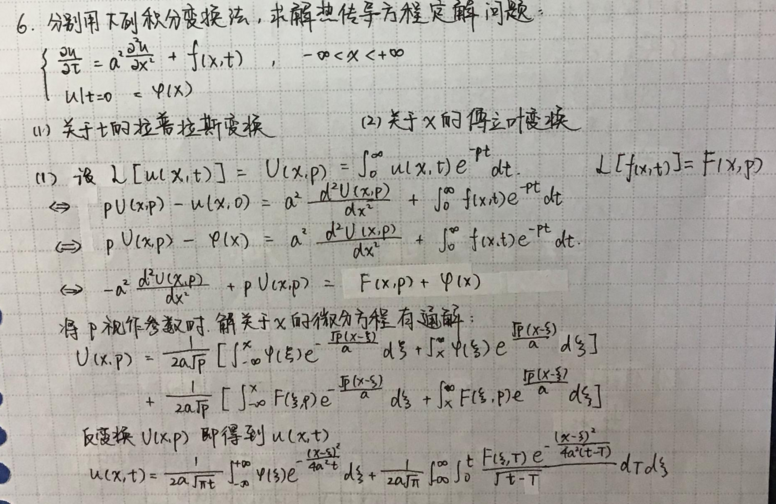 6. 分别用下列积分变换法,求解热传导方程定解问题:
{ ∂u/∂t = a² ∂²u/∂x² + f(x,t) , -∞<x<+∞
u|t=0 = φ(x)
(1) 关于t的拉普拉斯变换 (2) 关于x的傅立叶变换
(1) 设 L[u(x,t)] = U(x,p) = ∫₀^∞ u(x,t)e^{-pt}dt. L[f(x,t)] = F(x,p)
⇔ pU(x,p) - u(x,0) = a² d²U(x,p)/dx² + ∫₀^∞ f(x,t)e^{-pt}dt
⇔ pU(x,p) - φ(x) = a² d²U(x,p)/dx² + ∫₀^∞ f(x,t)e^{-pt}dt.
⇔ -a² d²U(x,p)/dx² + pU(x,p) = F(x,p) + φ(x)
将p视作参数时.解关于x的微分方程有通解:
U(x,p) = 1/(2a√p) [∫_{-∞}^x φ(ξ)e^{-√p(x-ξ)/a}dξ + ∫_x^∞ φ(ξ)e^{√p(x-ξ)/a}dξ]
+ 1/(2a√p) [∫_{-∞}^x F(ξ,p)e^{-√p(x-ξ)/a}dξ + ∫_x^∞ F(ξ,p)e^{√p(x-ξ)/a}dξ]
反变换U(x,p) 即得到u(x,t)
u(x,t) = 1/(2a√πt) ∫_{-∞}^{+∞} φ(ξ)e^{-(x-ξ)²/4a²t}dξ + 1/(2a√π) ∫_{-∞}^∞ ∫₀^t F(ξ,T)e^{-(x-ξ)²/4a²(t-T)}/√(t-T) dTdξ